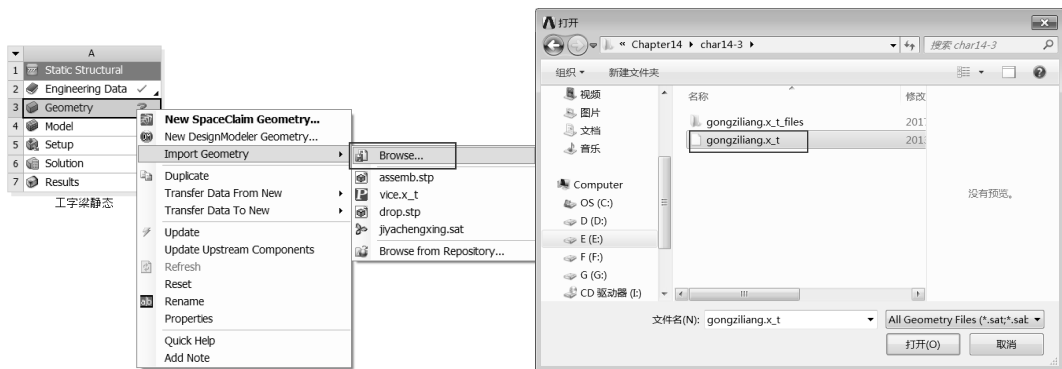 A
1 Static Structural
2 Engineering Data
3 Geometry
4 Model
5 Setup
6 Solution
7 Results
工字梁静态
New SpaceClaim Geometry...
New DesignModeler Geometry...
Import Geometry
Duplicate
Transfer Data From New
Transfer Data To New
Update
Update Upstream Components
Refresh
Reset
Rename
Properties
Quick Help
Add Note
Browse...
assemb.stp
vice.x_t
drop.stp
jiyachengxing.sat
Browse from Repository...
打开
« Chapter14 char14-3
搜索 char14-3
组织 新建文件夹
视频
图片
文档
音乐
Computer
OS (C:)
D (D:)
E (E:)
F (F:)
G (G:)
CD 驱动器 (I:)
名称 修改
gongziliang.x_t_files 201
gongziliang.x_t 201
没有预览。
文件名(N): gongziliang.x_t
All Geometry Files (*.sat;*.sat
打开(O) 取消